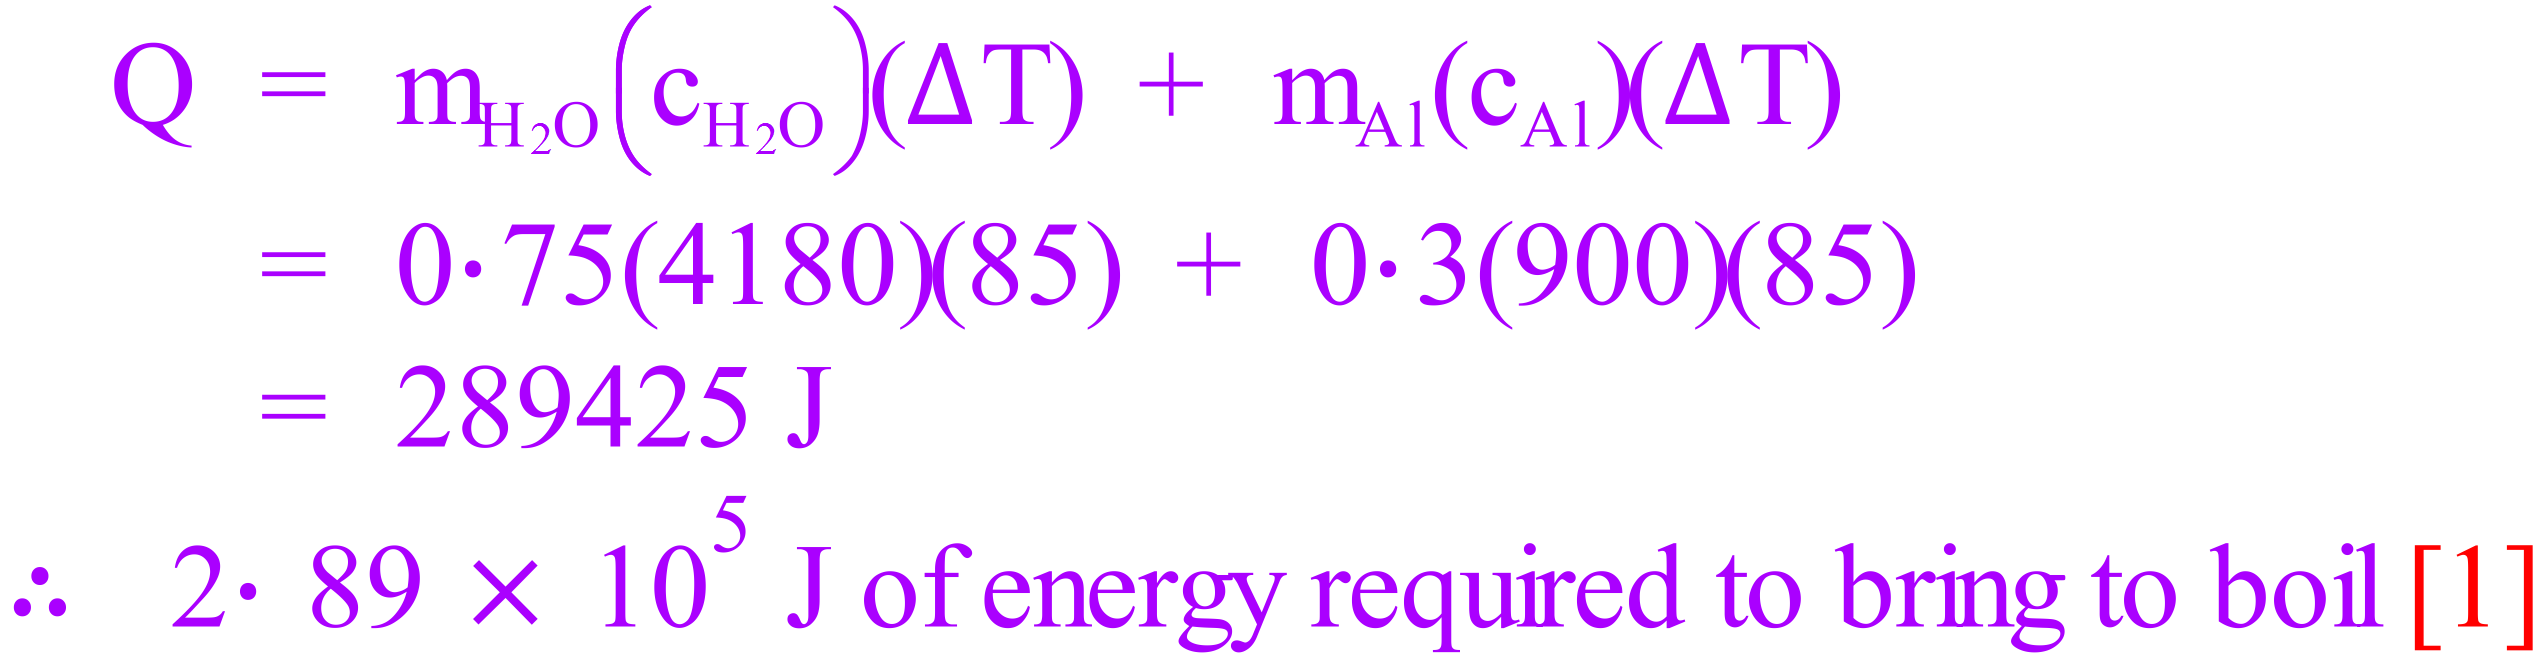 Q = m_{H₂O}(c_{H₂O})(ΔT) + m_{Al}(c_{Al})(ΔT)
= 0·75(4180)(85) + 0·3(900)(85)
= 289425 J
∴ 2·89 × 10⁵ J of energy required to bring to boil [1]